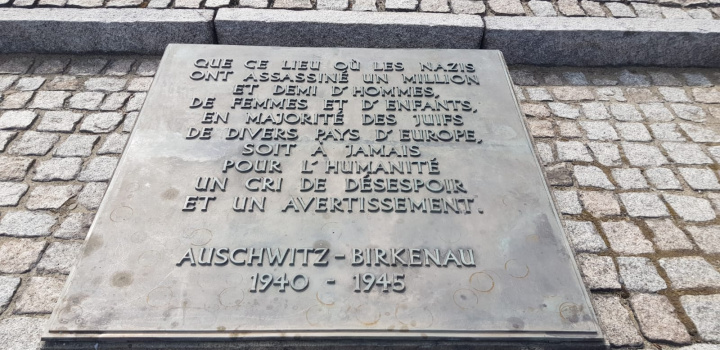 QUE CE LIEU OÙ LES NAZIS
ONT ASSASSINÉ UN MILLION
ET DEMI D'HOMMES,
DE FEMMES ET D'ENFANTS,
EN MAJORITÉ DES JUIFS
DE DIVERS PAYS D'EUROPE,
SOIT À JAMAIS
POUR L'HUMANITÉ
UN CRI DE DÉSESPOIR
ET UN AVERTISSEMENT.
AUSCHWITZ - BIRKENAU
1940 - 1945